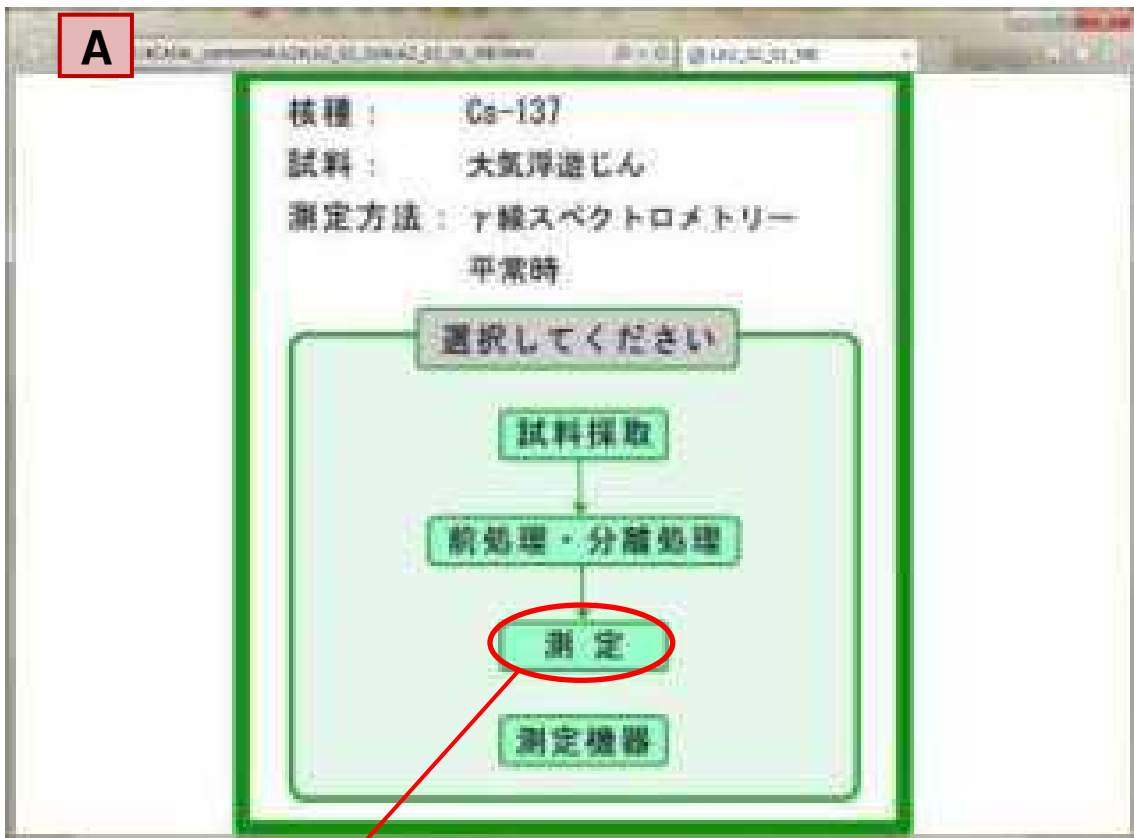 A
核種： Cs-137
試料： 大気浮遊じん
測定方法： γ線スペクトロメトリー
平常時
選択してください
試料採取
前処理・分離処理
測 定
測定機器